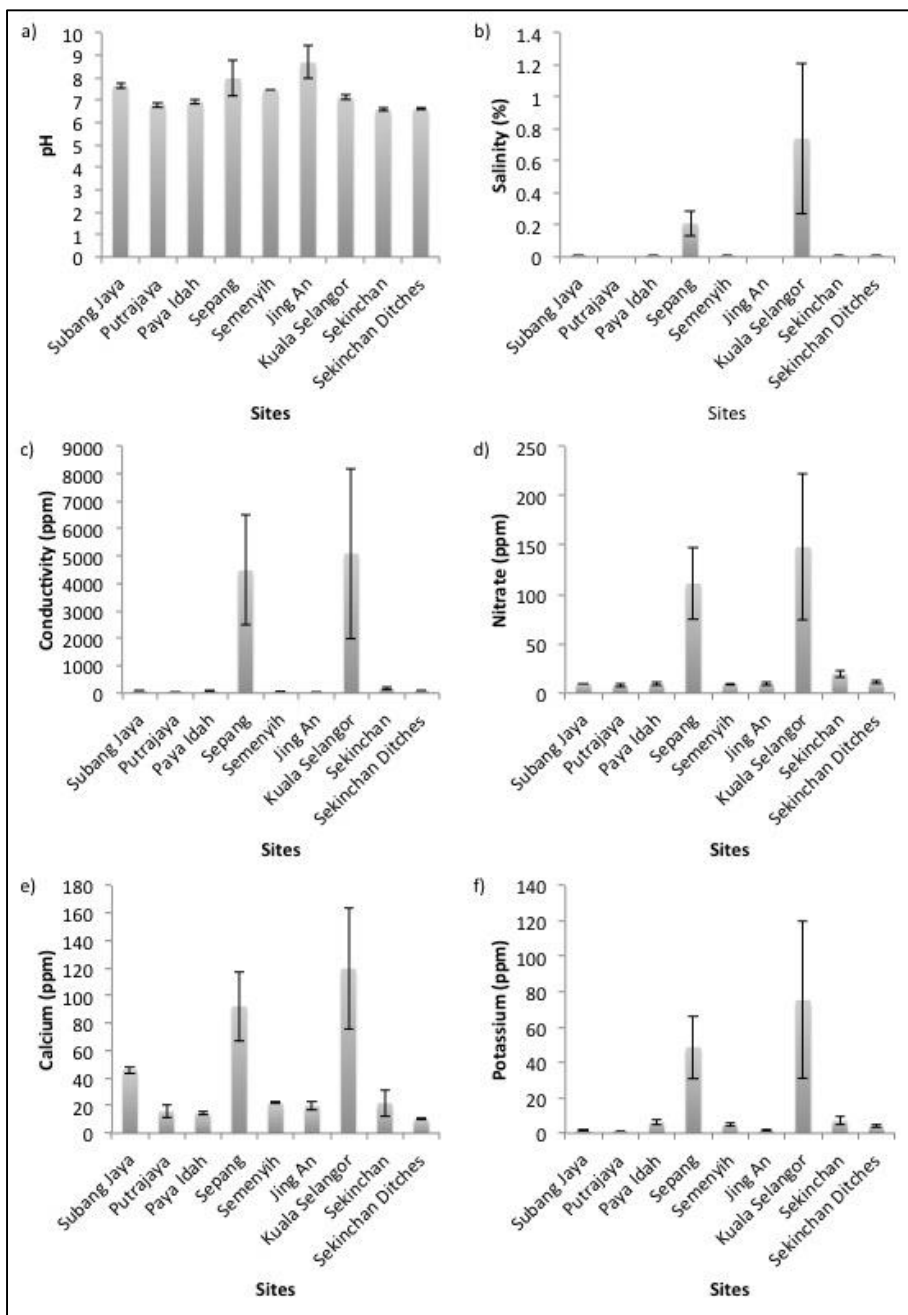 a)
pH
10
9
8
7
6
5
4
3
2
1
0
Subang Jaya
Putrajaya
Paya Idah
Sepang
Semenyih
Jing An
Kuala Selangor
Sekinchan
Sekinchan Ditches
Sites
b)
Salinity (%)
1.4
1.2
1
0.8
0.6
0.4
0.2
0
Subang Jaya
Putrajaya
Paya Idah
Sepang
Semenyih
Jing An
Kuala Selangor
Sekinchan
Sekinchan Ditches
Sites
c)
Conductivity (ppm)
9000
8000
7000
6000
5000
4000
3000
2000
1000
0
Subang Jaya
Putrajaya
Paya Idah
Sepang
Semenyih
Jing An
Kuala Selangor
Sekinchan
Sekinchan Ditches
Sites
d)
Nitrate (ppm)
250
200
150
100
50
0
Subang Jaya
Putrajaya
Paya Idah
Sepang
Semenyih
Jing An
Kuala Selangor
Sekinchan
Sekinchan Ditches
Sites
e)
Calcium (ppm)
180
160
140
120
100
80
60
40
20
0
Subang Jaya
Putrajaya
Paya Idah
Sepang
Semenyih
Jing An
Kuala Selangor
Sekinchan
Sekinchan Ditches
Sites
f)
Potassium (ppm)
140
120
100
80
60
40
20
0
Subang Jaya
Putrajaya
Paya Idah
Sepang
Semenyih
Jing An
Kuala Selangor
Sekinchan
Sekinchan Ditches
Sites